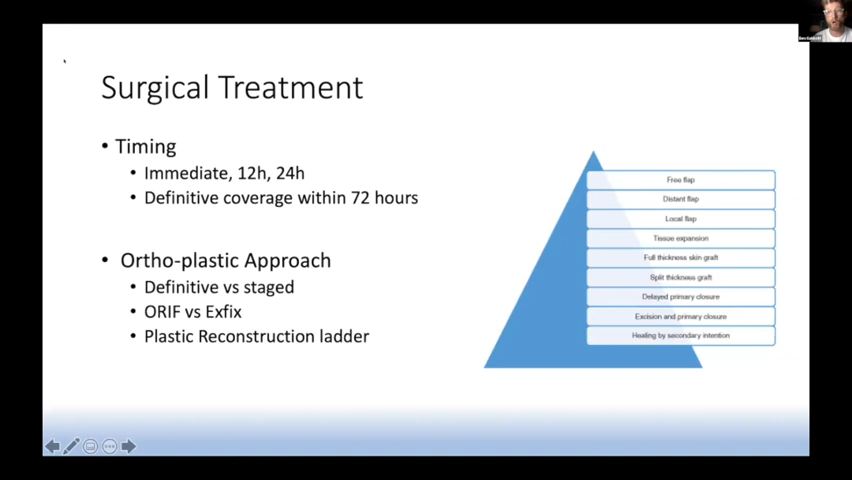 Surgical Treatment
• Timing
• Immediate, 12h, 24h
• Definitive coverage within 72 hours
• Ortho-plastic Approach
• Definitive vs staged
• ORIF vs Exfix
• Plastic Reconstruction ladder
Free flap
Distant flap
Local flap
Tissue expansion
Full thickness skin graft
Split thickness graft
Delayed primary closure
Excision and primary closure
Healing by secondary intention